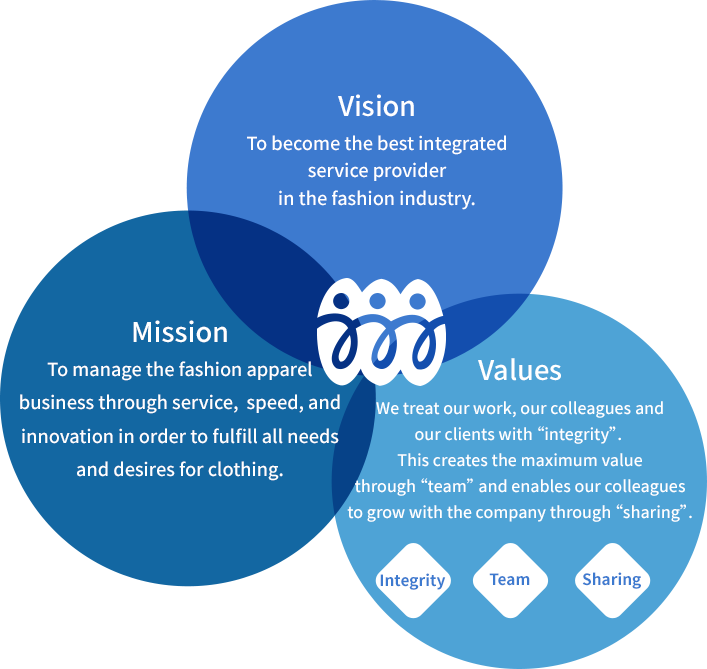 Vision
To become the best integrated
service provider
in the fashion industry.
Mission
To manage the fashion apparel
business through service, speed, and
innovation in order to fulfill all needs
and desires for clothing.
Values
We treat our work, our colleagues and
our clients with “integrity”.
This creates the maximum value
through “team” and enables our colleagues
to grow with the company through “sharing”.
Integrity Team Sharing